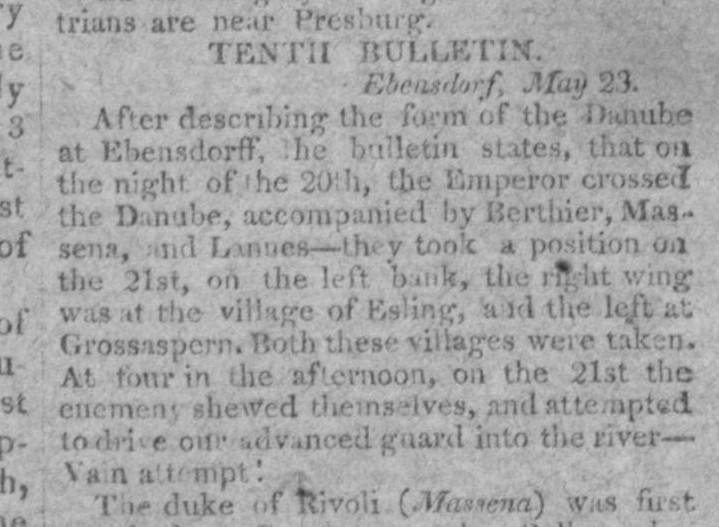 trians are near Presburg.
TENTH BULLETIN.
Ebensdorf, May 23.
After describing the form of the Danube
at Ebensdorff, the bulletin states, that on
the night of the 20th, the Emperor crossed
the Danube, accompanied by Berthier, Mas-
sena, and Lannes—they took a position on
the 21st, on the left bank, the right wing
was at the village of Esling, and the left at
Grossaspern. Both these villages were taken.
At four in the afternoon, on the 21st the
enemeny shewed themselves, and attempted
to drive our advanced guard into the river—
Vain attempt!
The duke of Rivoli (Massena) was first